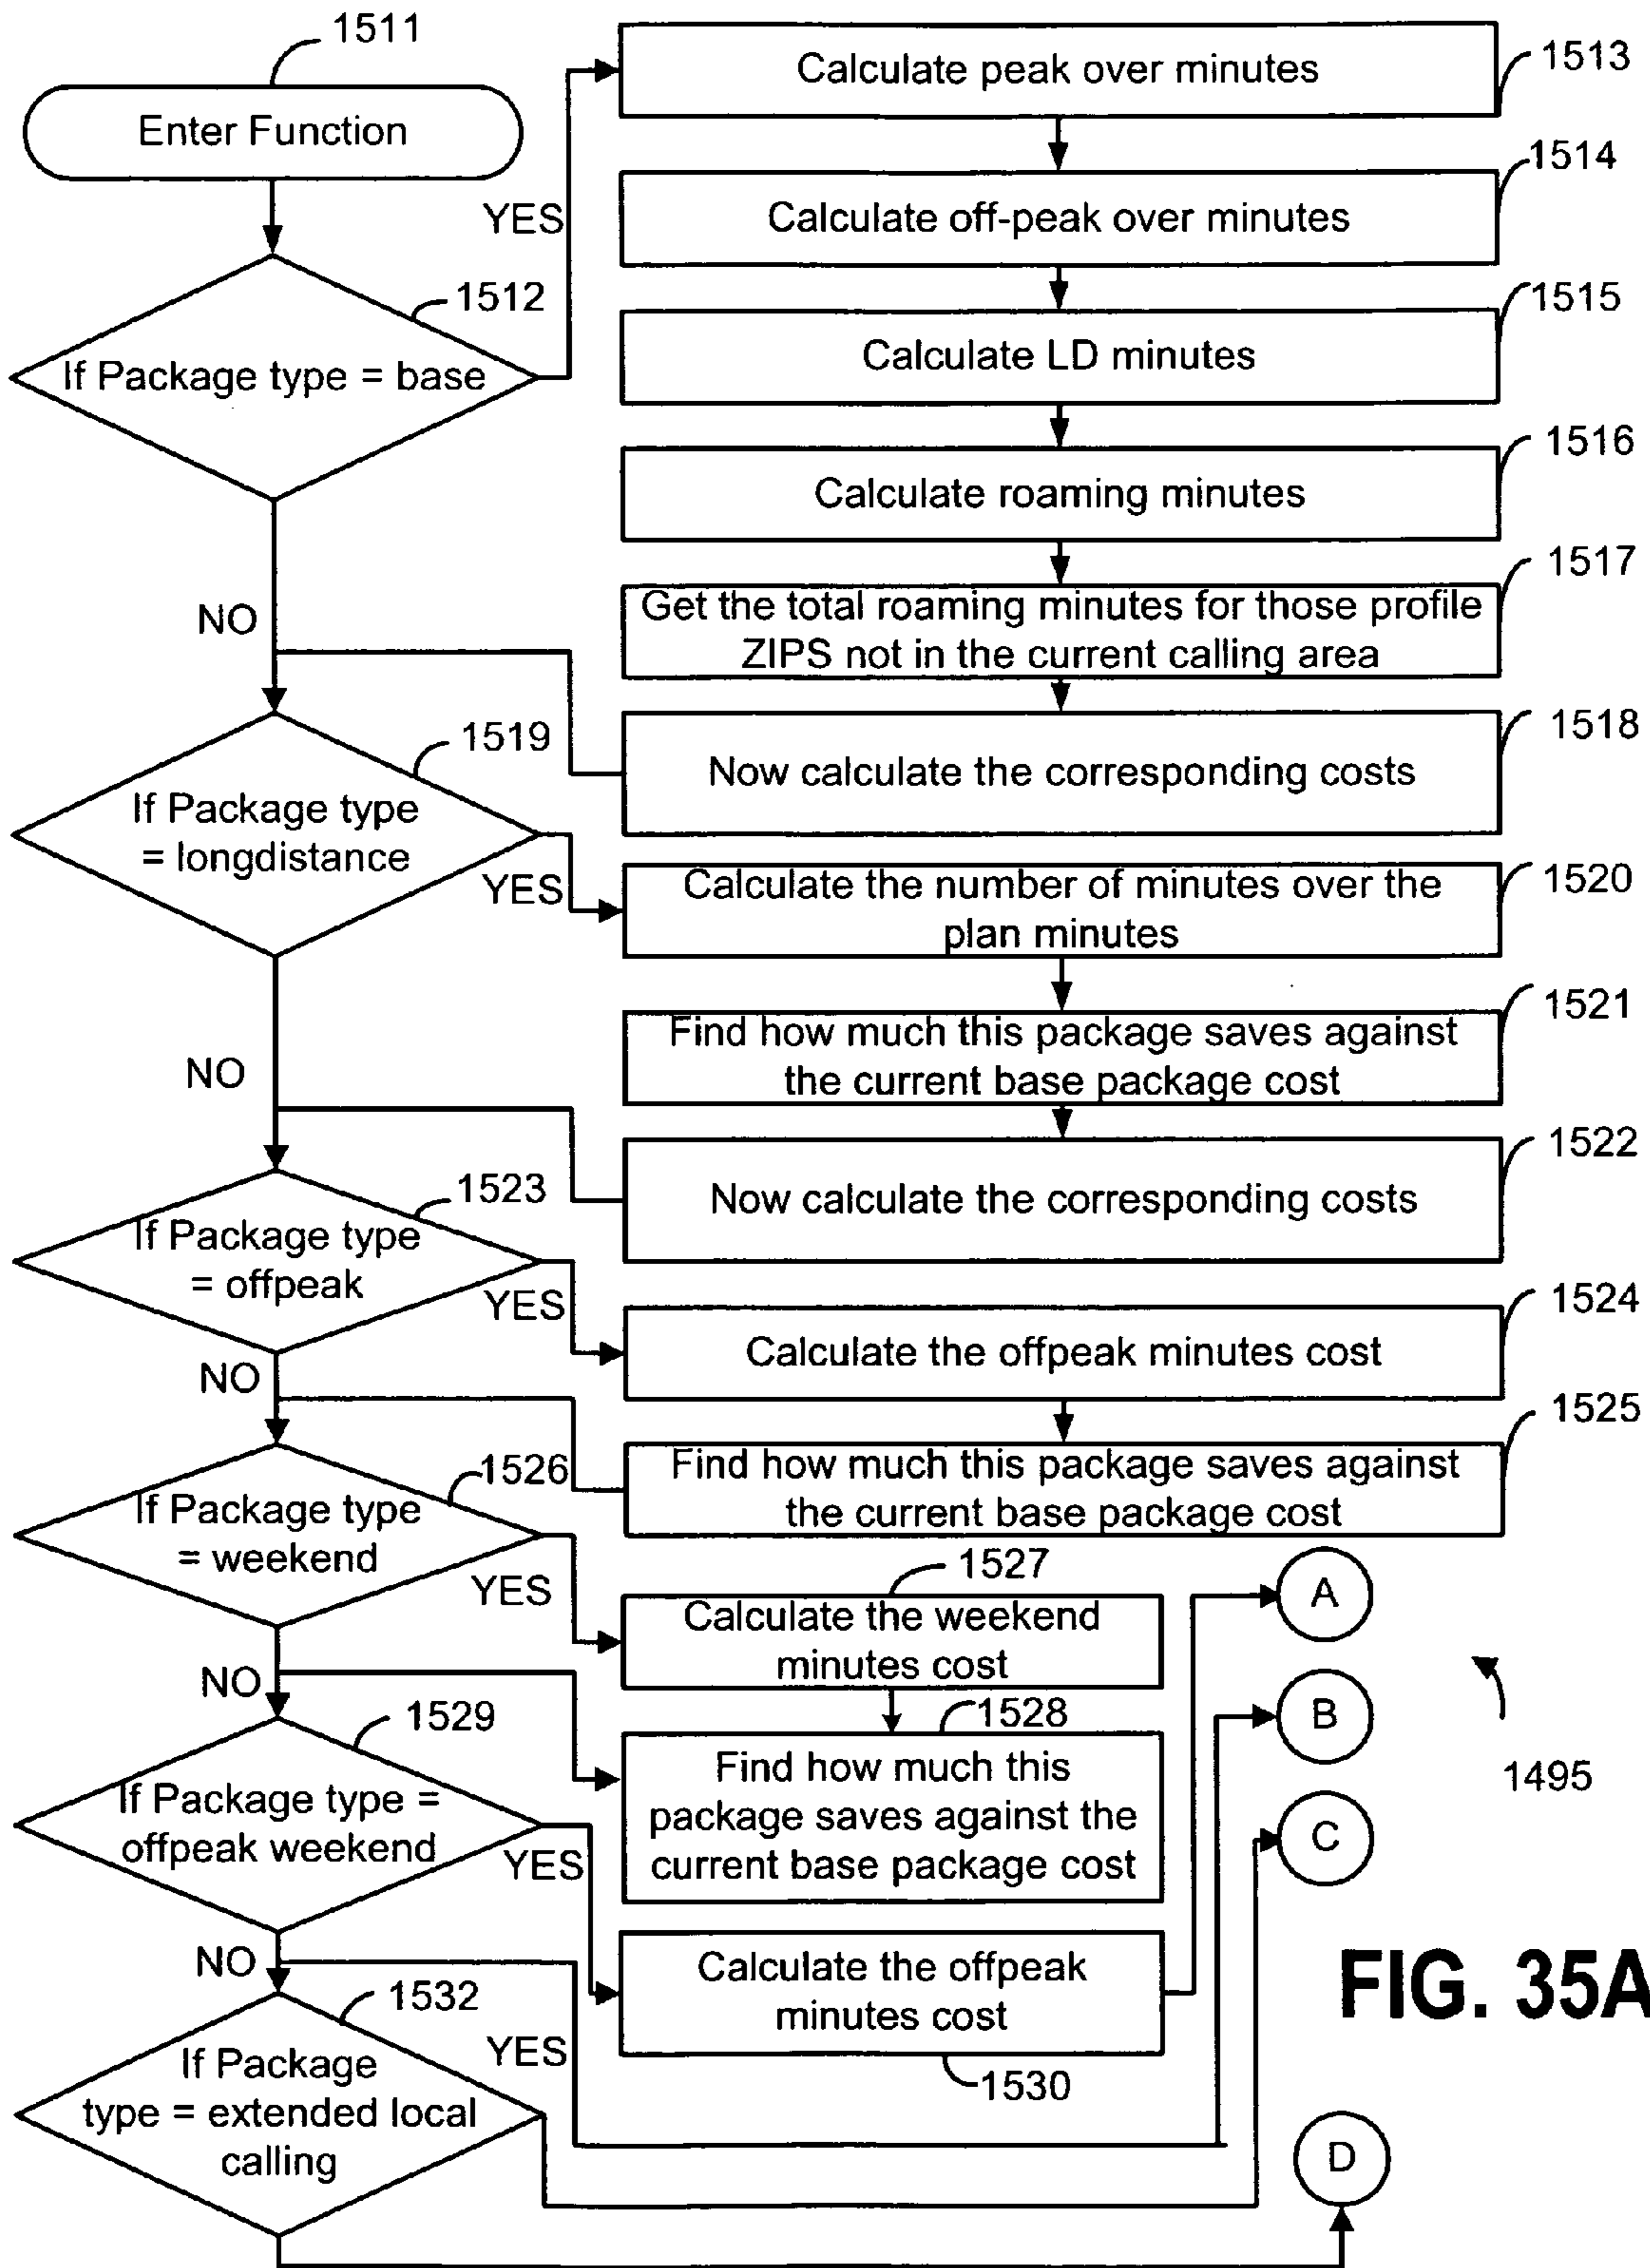 1511
Enter Function
1512
If Package type = base
YES
NO
Calculate peak over minutes
1513
Calculate off-peak over minutes
1514
Calculate LD minutes
1515
Calculate roaming minutes
1516
Get the total roaming minutes for those profile
ZIPS not in the current calling area
1517
Now calculate the corresponding costs
1518
1519
If Package type
= longdistance
YES
NO
Calculate the number of minutes over the
plan minutes
1520
Find how much this package saves against
the current base package cost
1521
Now calculate the corresponding costs
1522
1523
If Package type
= offpeak
YES
NO
Calculate the offpeak minutes cost
1524
Find how much this package saves against
the current base package cost
1525
1526
If Package type
= weekend
YES
NO
1527
Calculate the weekend
minutes cost
1528
Find how much this
package saves against the
current base package cost
1529
If Package type =
offpeak weekend
YES
NO
Calculate the offpeak
minutes cost
1530
1532
If Package
type = extended local
calling
YES
A
B
C
D
1495
FIG. 35A